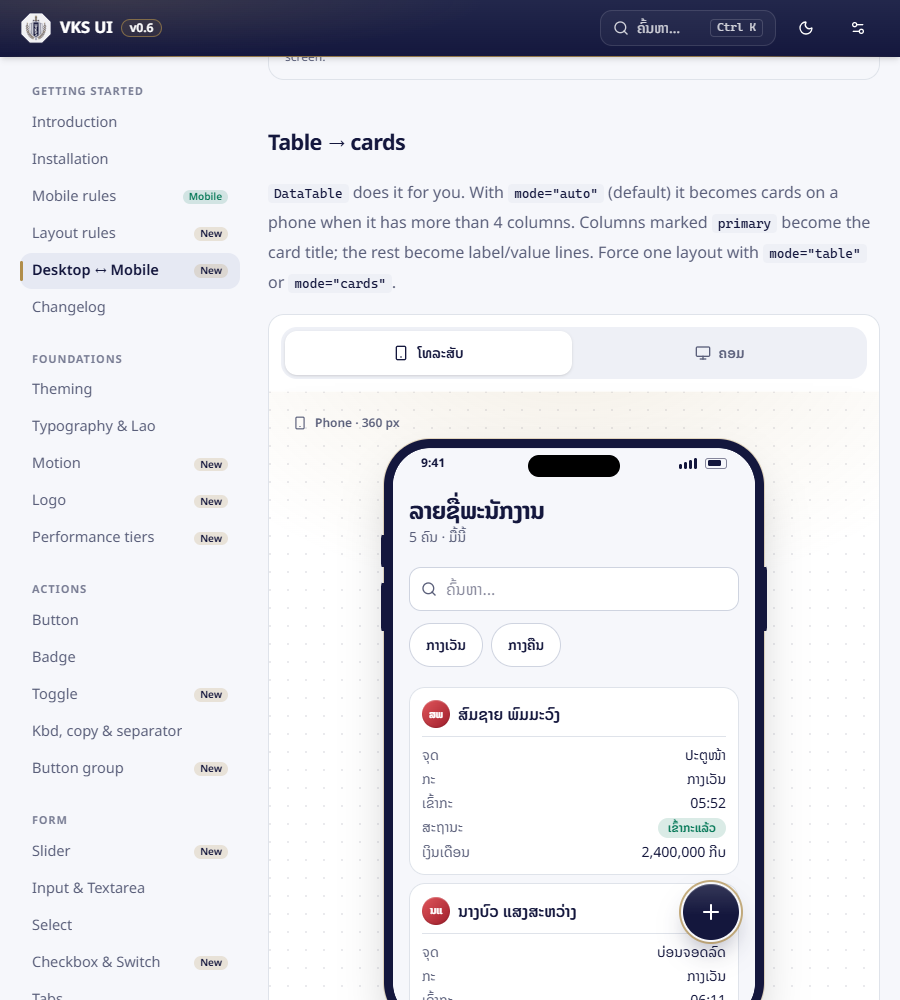 VKS UI v0.6
ຄົ້ນຫາ... Ctrl K
screen.
GETTING STARTED
Introduction
Installation
Mobile rules Mobile
Layout rules New
Desktop ↔ Mobile New
Changelog
FOUNDATIONS
Theming
Typography & Lao
Motion New
Logo New
Performance tiers New
ACTIONS
Button
Badge
Toggle New
Kbd, copy & separator
Button group New
FORM
Slider New
Input & Textarea
Select
Checkbox & Switch New
Tabs
Table → cards
DataTable does it for you. With mode="auto" (default) it becomes cards on a
phone when it has more than 4 columns. Columns marked primary become the
card title; the rest become label/value lines. Force one layout with mode="table"
or mode="cards" .
ໂທລະສັບ ຄອມ
Phone · 360 px
9:41
ລາຍຊື່ພະນັກງານ
5 ຄົນ · ມື້ນີ້
ຄົ້ນຫາ...
ກາງເວັນ ກາງຄືນ
ສພ ສົມຊາຍ ພົມມະວົງ
ຈຸດ ປະຕູໜ້າ
ກະ ກາງເວັນ
ເຂົ້າກະ 05:52
ສະຖານະ ເຂົ້າກະແລ້ວ
ເງິນເດືອນ 2,400,000 ກີບ
ນແ ນາງບົວ ແສງສະຫວ່າງ
ຈຸດ ບ່ອນຈອດລົດ
ກະ ກາງເວັນ
06:11